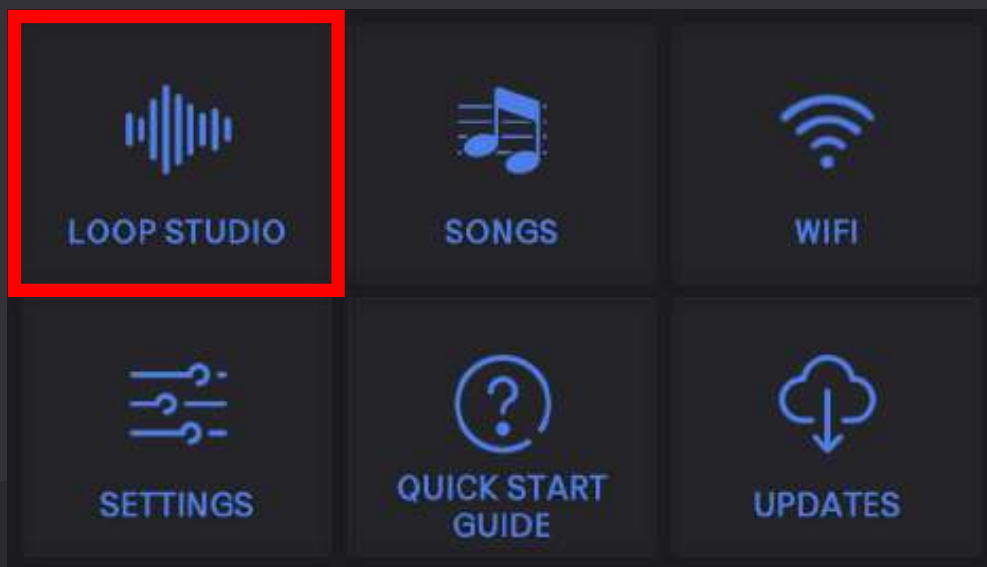 LOOP STUDIO
SONGS
WIFI
SETTINGS
QUICK START
GUIDE
UPDATES